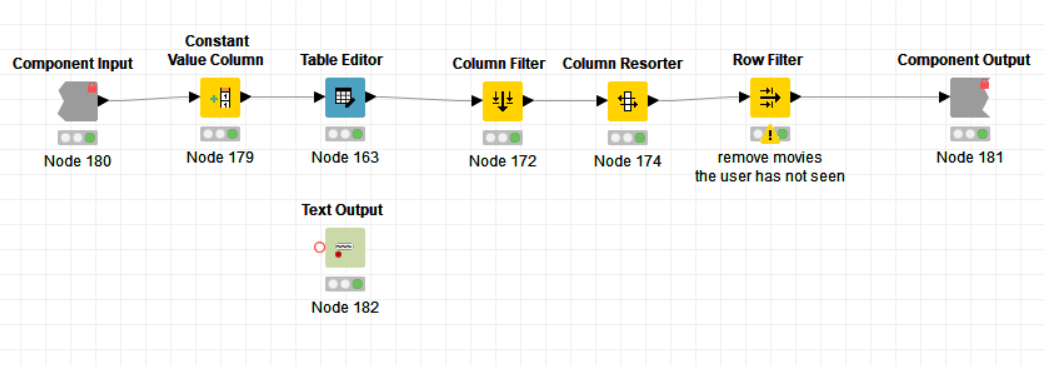 Component Input
Constant
Value Column
Table Editor
Column Filter
Column Resorter
Row Filter
Component Output
Node 180
Node 179
Node 163
Node 172
Node 174
remove movies
the user has not seen
Node 181
Text Output
Node 182